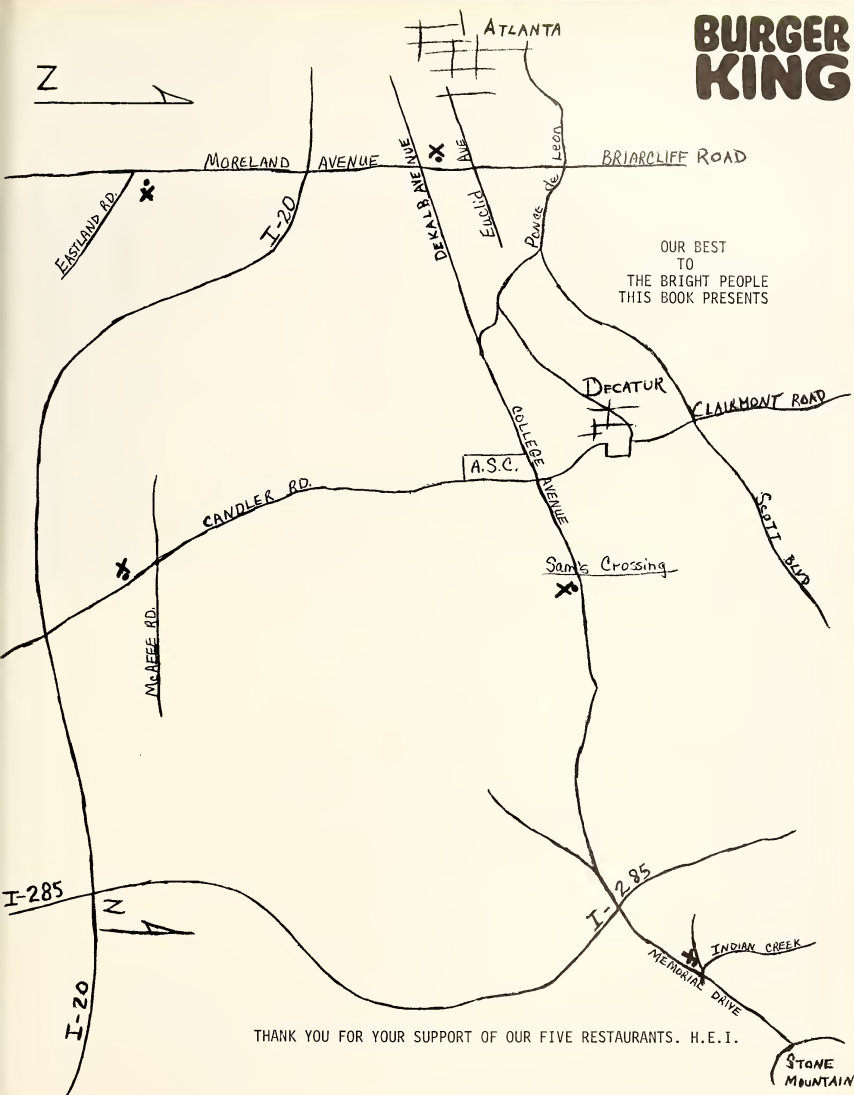 ATLANTA
BURGER
KING
Z
MORELAND AVENUE
BRIARCLIFF ROAD
EASTLAND RD.
I-20
DEKALB AVENUE
Euclid AVE
Ponce de Leon
OUR BEST
TO
THE BRIGHT PEOPLE
THIS BOOK PRESENTS
DECATUR
CLAIRMONT ROAD
COLLEGE AVENUE
A.S.C.
CANDLER RD.
SCOTT BLVD
Sam's Crossing
McAFEE RD.
I-285
I-285
Z
INDIAN CREEK
MEMORIAL DRIVE
I-20
THANK YOU FOR YOUR SUPPORT OF OUR FIVE RESTAURANTS. H.E.I.
STONE
MOUNTAIN